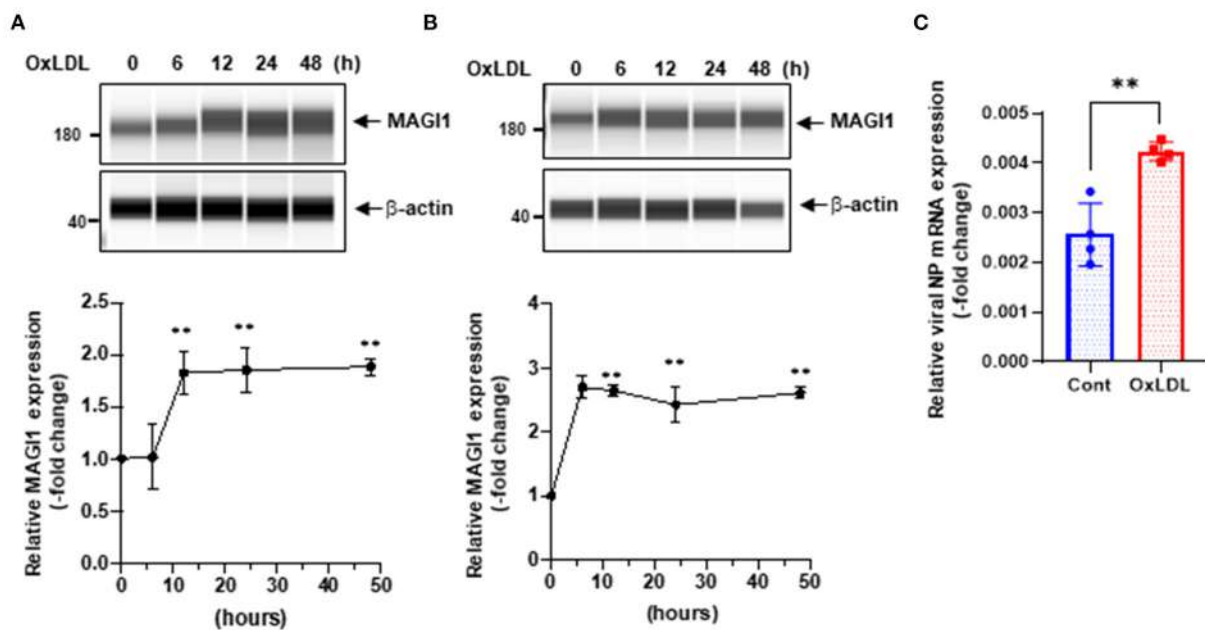 A
OxLDL 0 6 12 24 48 (h)
180
MAGI1
40
β-actin
Relative MAGI1 expression
(-fold change)
2.5
2.0
1.5
1.0
0.5
0.0
** ** **
0 10 20 30 40 50
(hours)
B
OxLDL 0 6 12 24 48 (h)
180
MAGI1
40
β-actin
Relative MAGI1 expression
(-fold change)
4
3
2
1
0
** ** **
0 10 20 30 40 50
(hours)
C
**
Relative viral NP mRNA expression
(-fold change)
0.005
0.004
0.003
0.002
0.001
0.000
Cont OxLDL